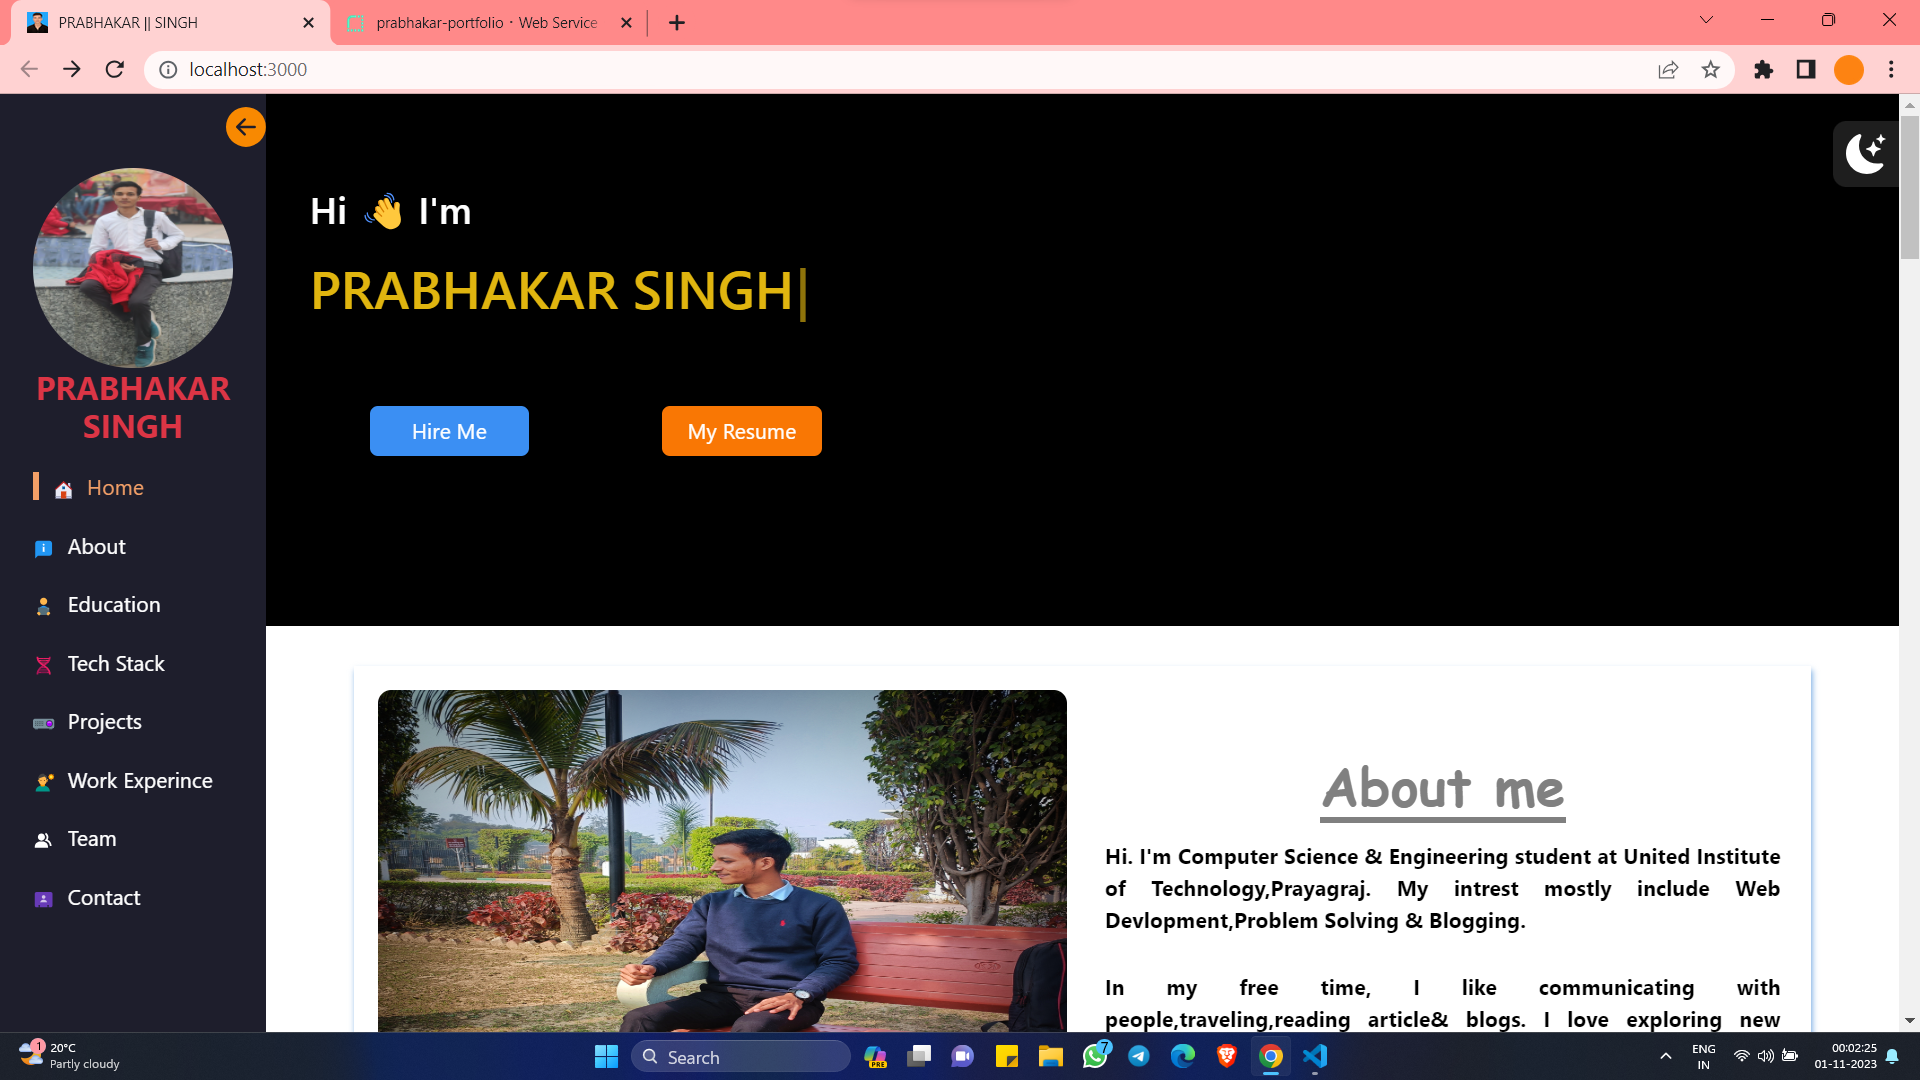 PRABHAKAR || SINGH
prabhakar-portfolio · Web Service
localhost:3000
PRABHAKAR
SINGH
Home
About
Education
Tech Stack
Projects
Work Experince
Team
Contact
Hi 👋 I'm
PRABHAKAR SINGH|
Hire Me
My Resume
About me
Hi. I'm Computer Science & Engineering student at United Institute
of Technology,Prayagraj. My intrest mostly include Web
Devlopment,Problem Solving & Blogging.
In my free time, I like communicating with
people,traveling,reading article& blogs. I love exploring new
1
20°C
Partly cloudy
Search
PRE
7
ENG
IN
00:02:25
01-11-2023